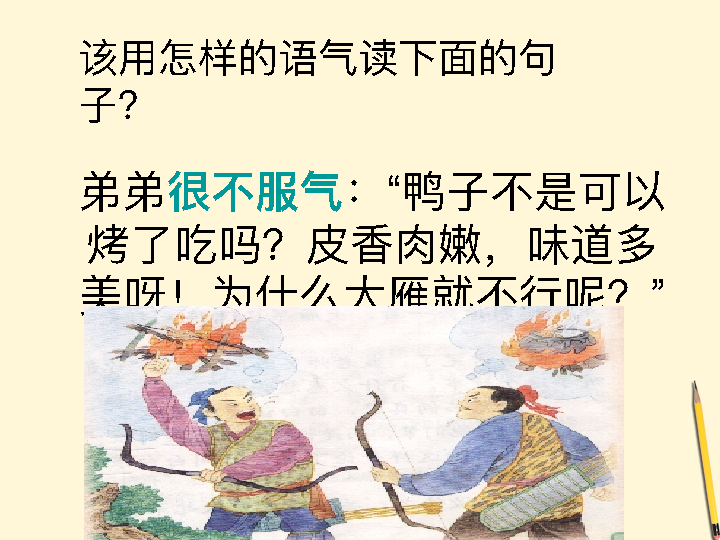 该用怎样的语气读下面的句
子？
弟弟很不服气：“鸭子不是可以
烤了吃吗？皮香肉嫩，味道多
美呀！为什么大雁就不行呢？”